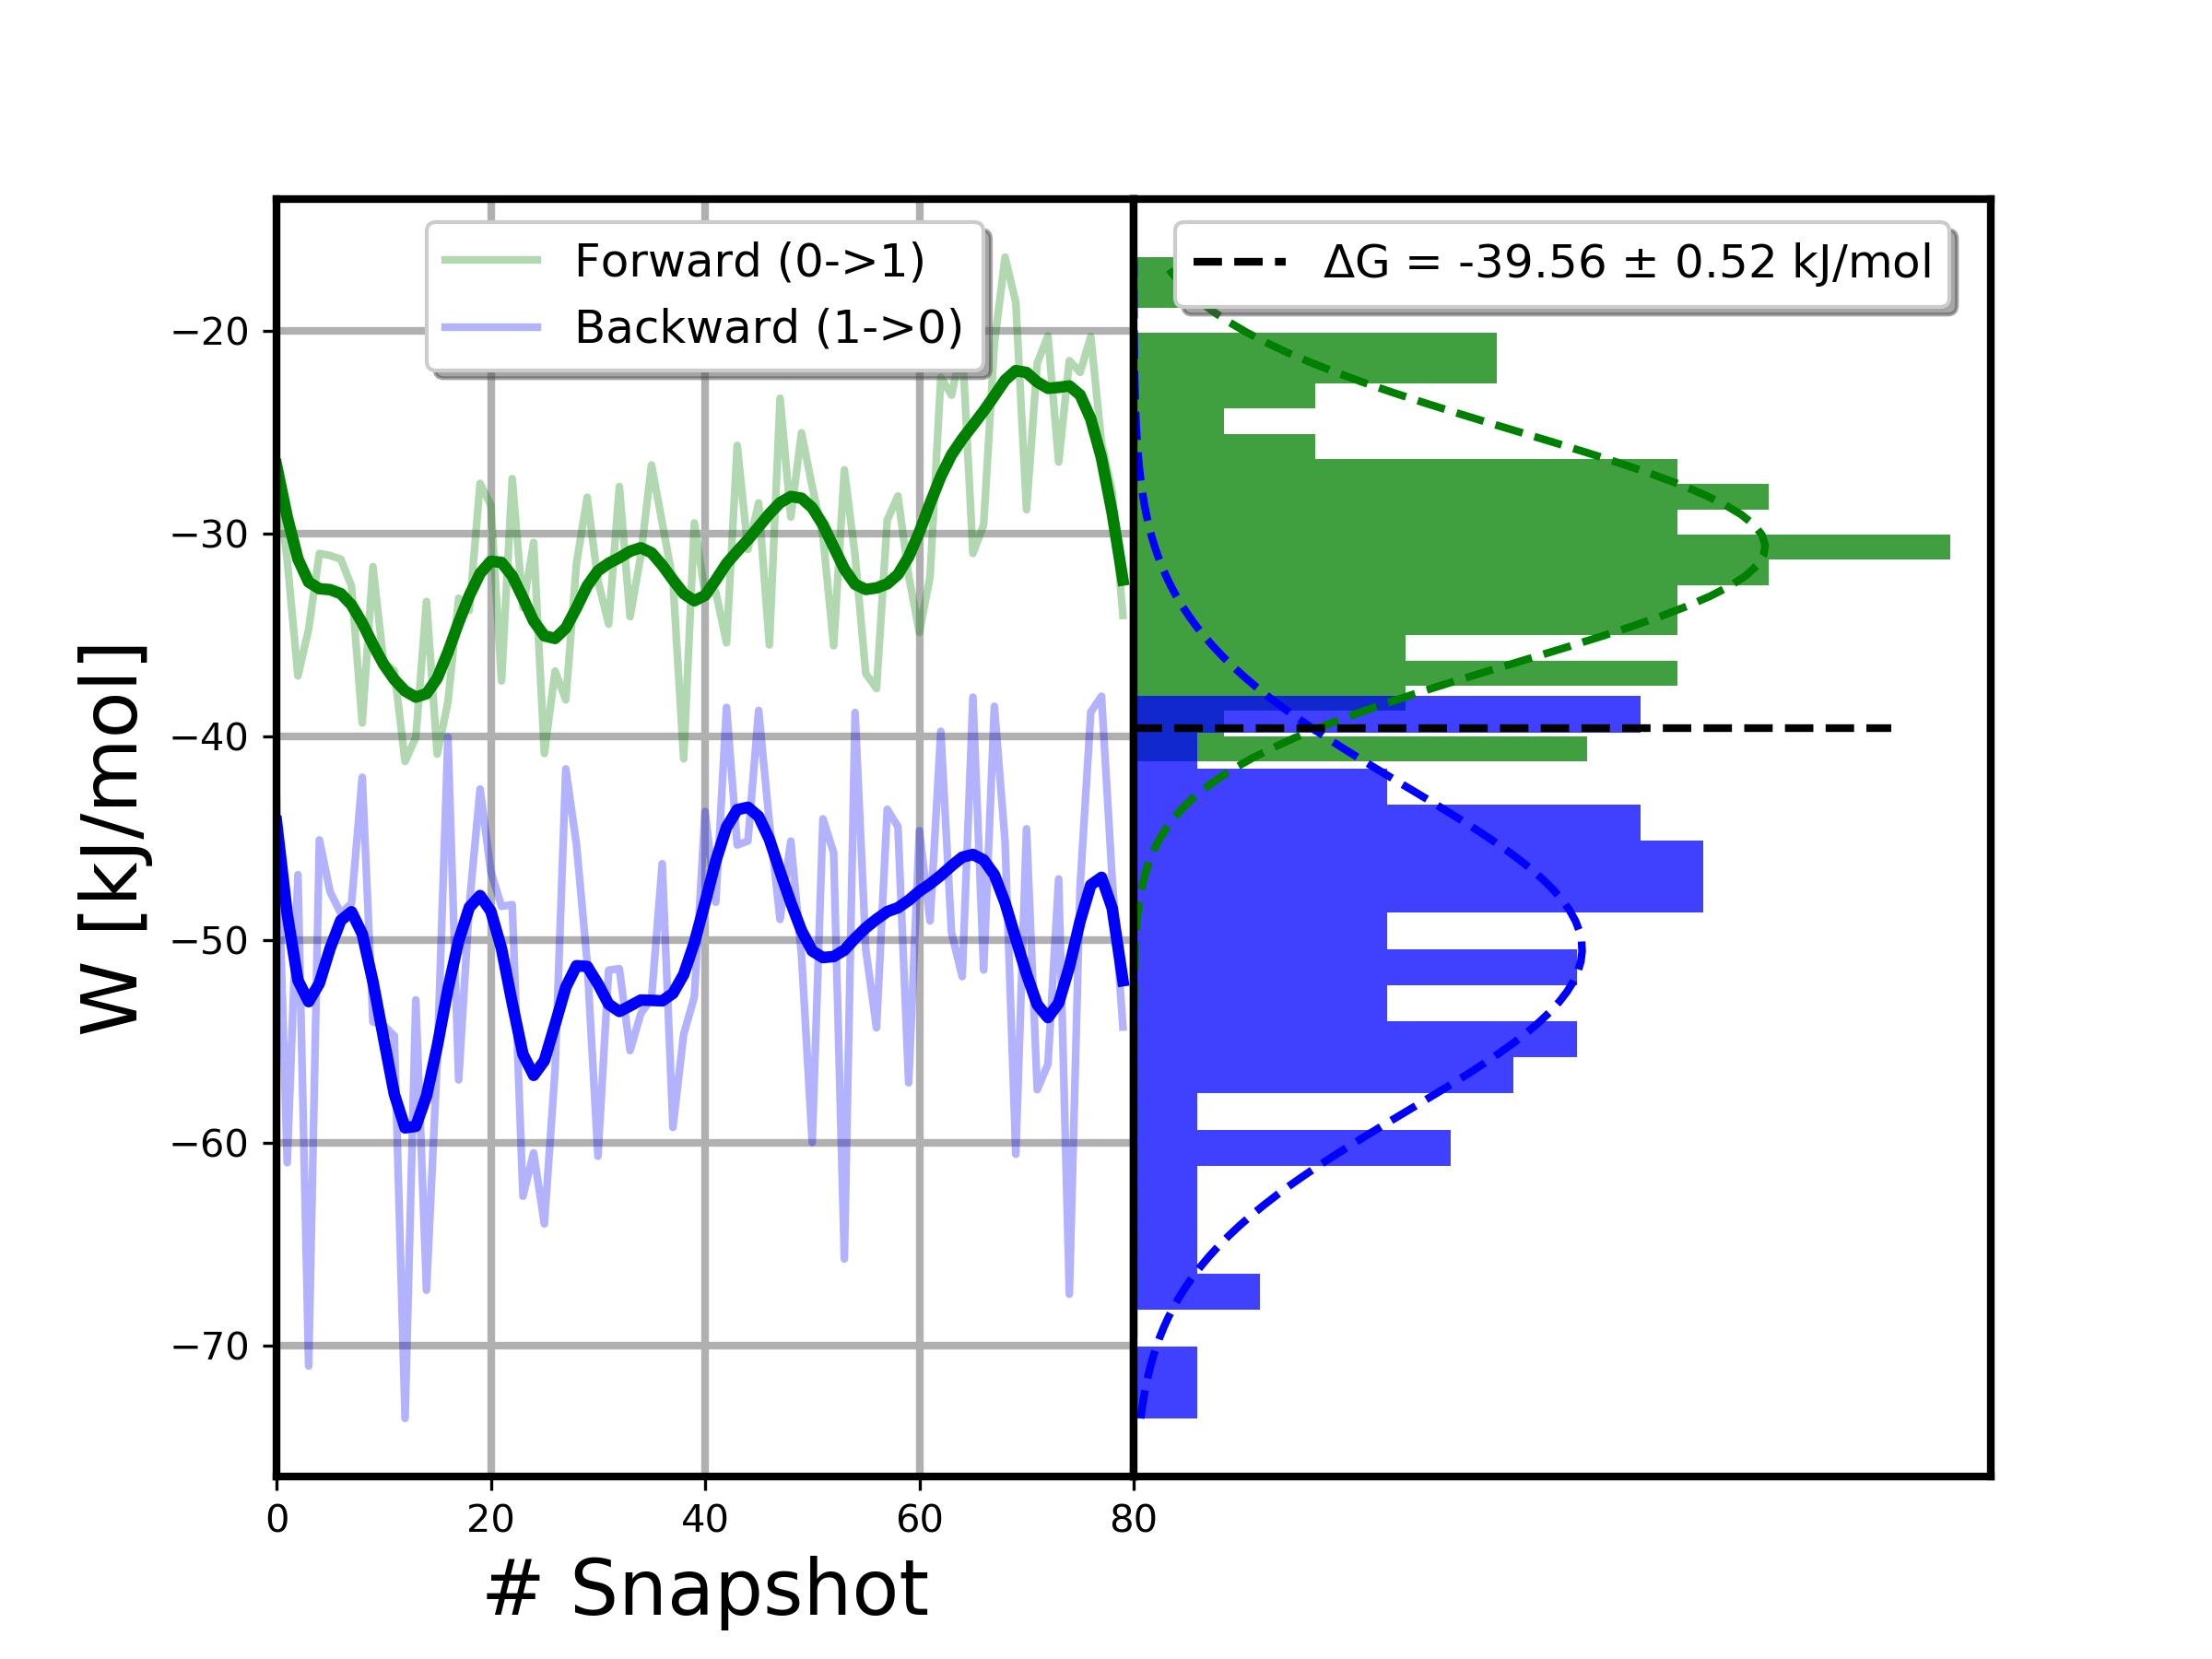 Forward (0->1)
Backward (1->0)
ΔG = -39.56 ± 0.52 kJ/mol
−20
−30
−40
−50
−60
−70
W [kJ/mol]
0 20 40 60 80
# Snapshot